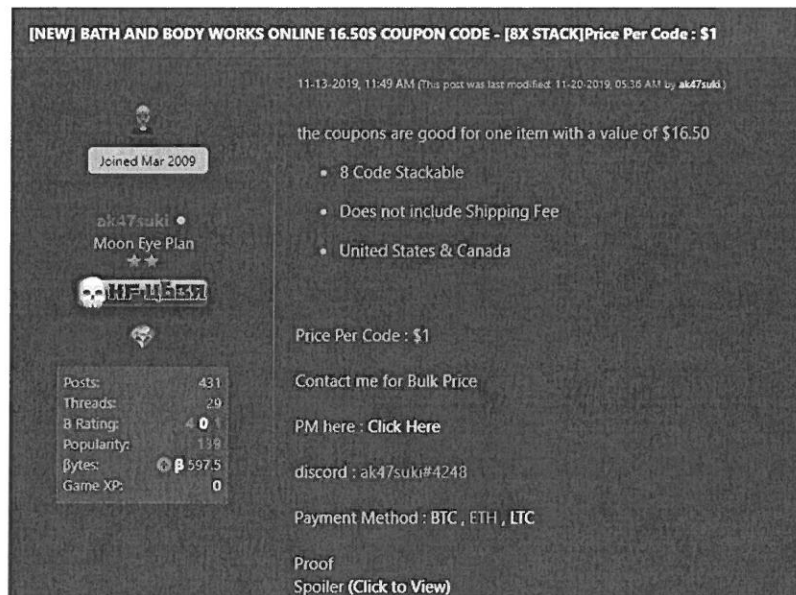 [NEW] BATH AND BODY WORKS ONLINE 16.50$ COUPON CODE - [8X STACK]Price Per Code : $1
11-13-2019, 11:49 AM (This post was last modified: 11-20-2019, 05:36 AM by ak47suki.)
Joined Mar 2009
ak47suki
Moon Eye Plan
Posts: 431
Threads: 29
B Rating: 4 0 1
Popularity: 139
βytes: β 597.5
Game XP: 0
the coupons are good for one item with a value of $16.50
• 8 Code Stackable
• Does not include Shipping Fee
• United States & Canada
Price Per Code : $1
Contact me for Bulk Price
PM here : Click Here
discord : ak47suki#4248
Payment Method : BTC , ETH , LTC
Proof
Spoiler (Click to View)